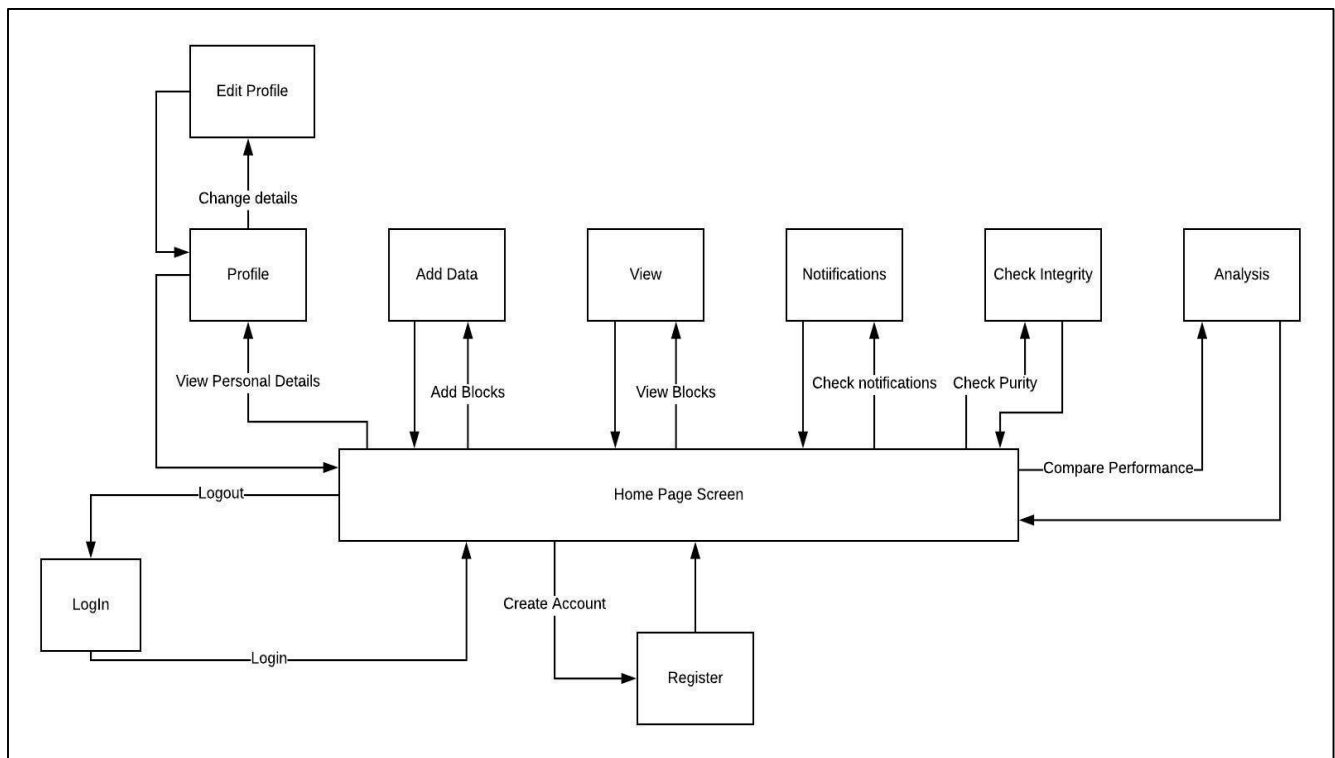 Edit Profile
Change details
Profile
Add Data
View
Notiifications
Check Integrity
Analysis
View Personal Details
Add Blocks
View Blocks
Check notifications
Check Purity
Compare Performance
Logout
Home Page Screen
LogIn
Create Account
Login
Register